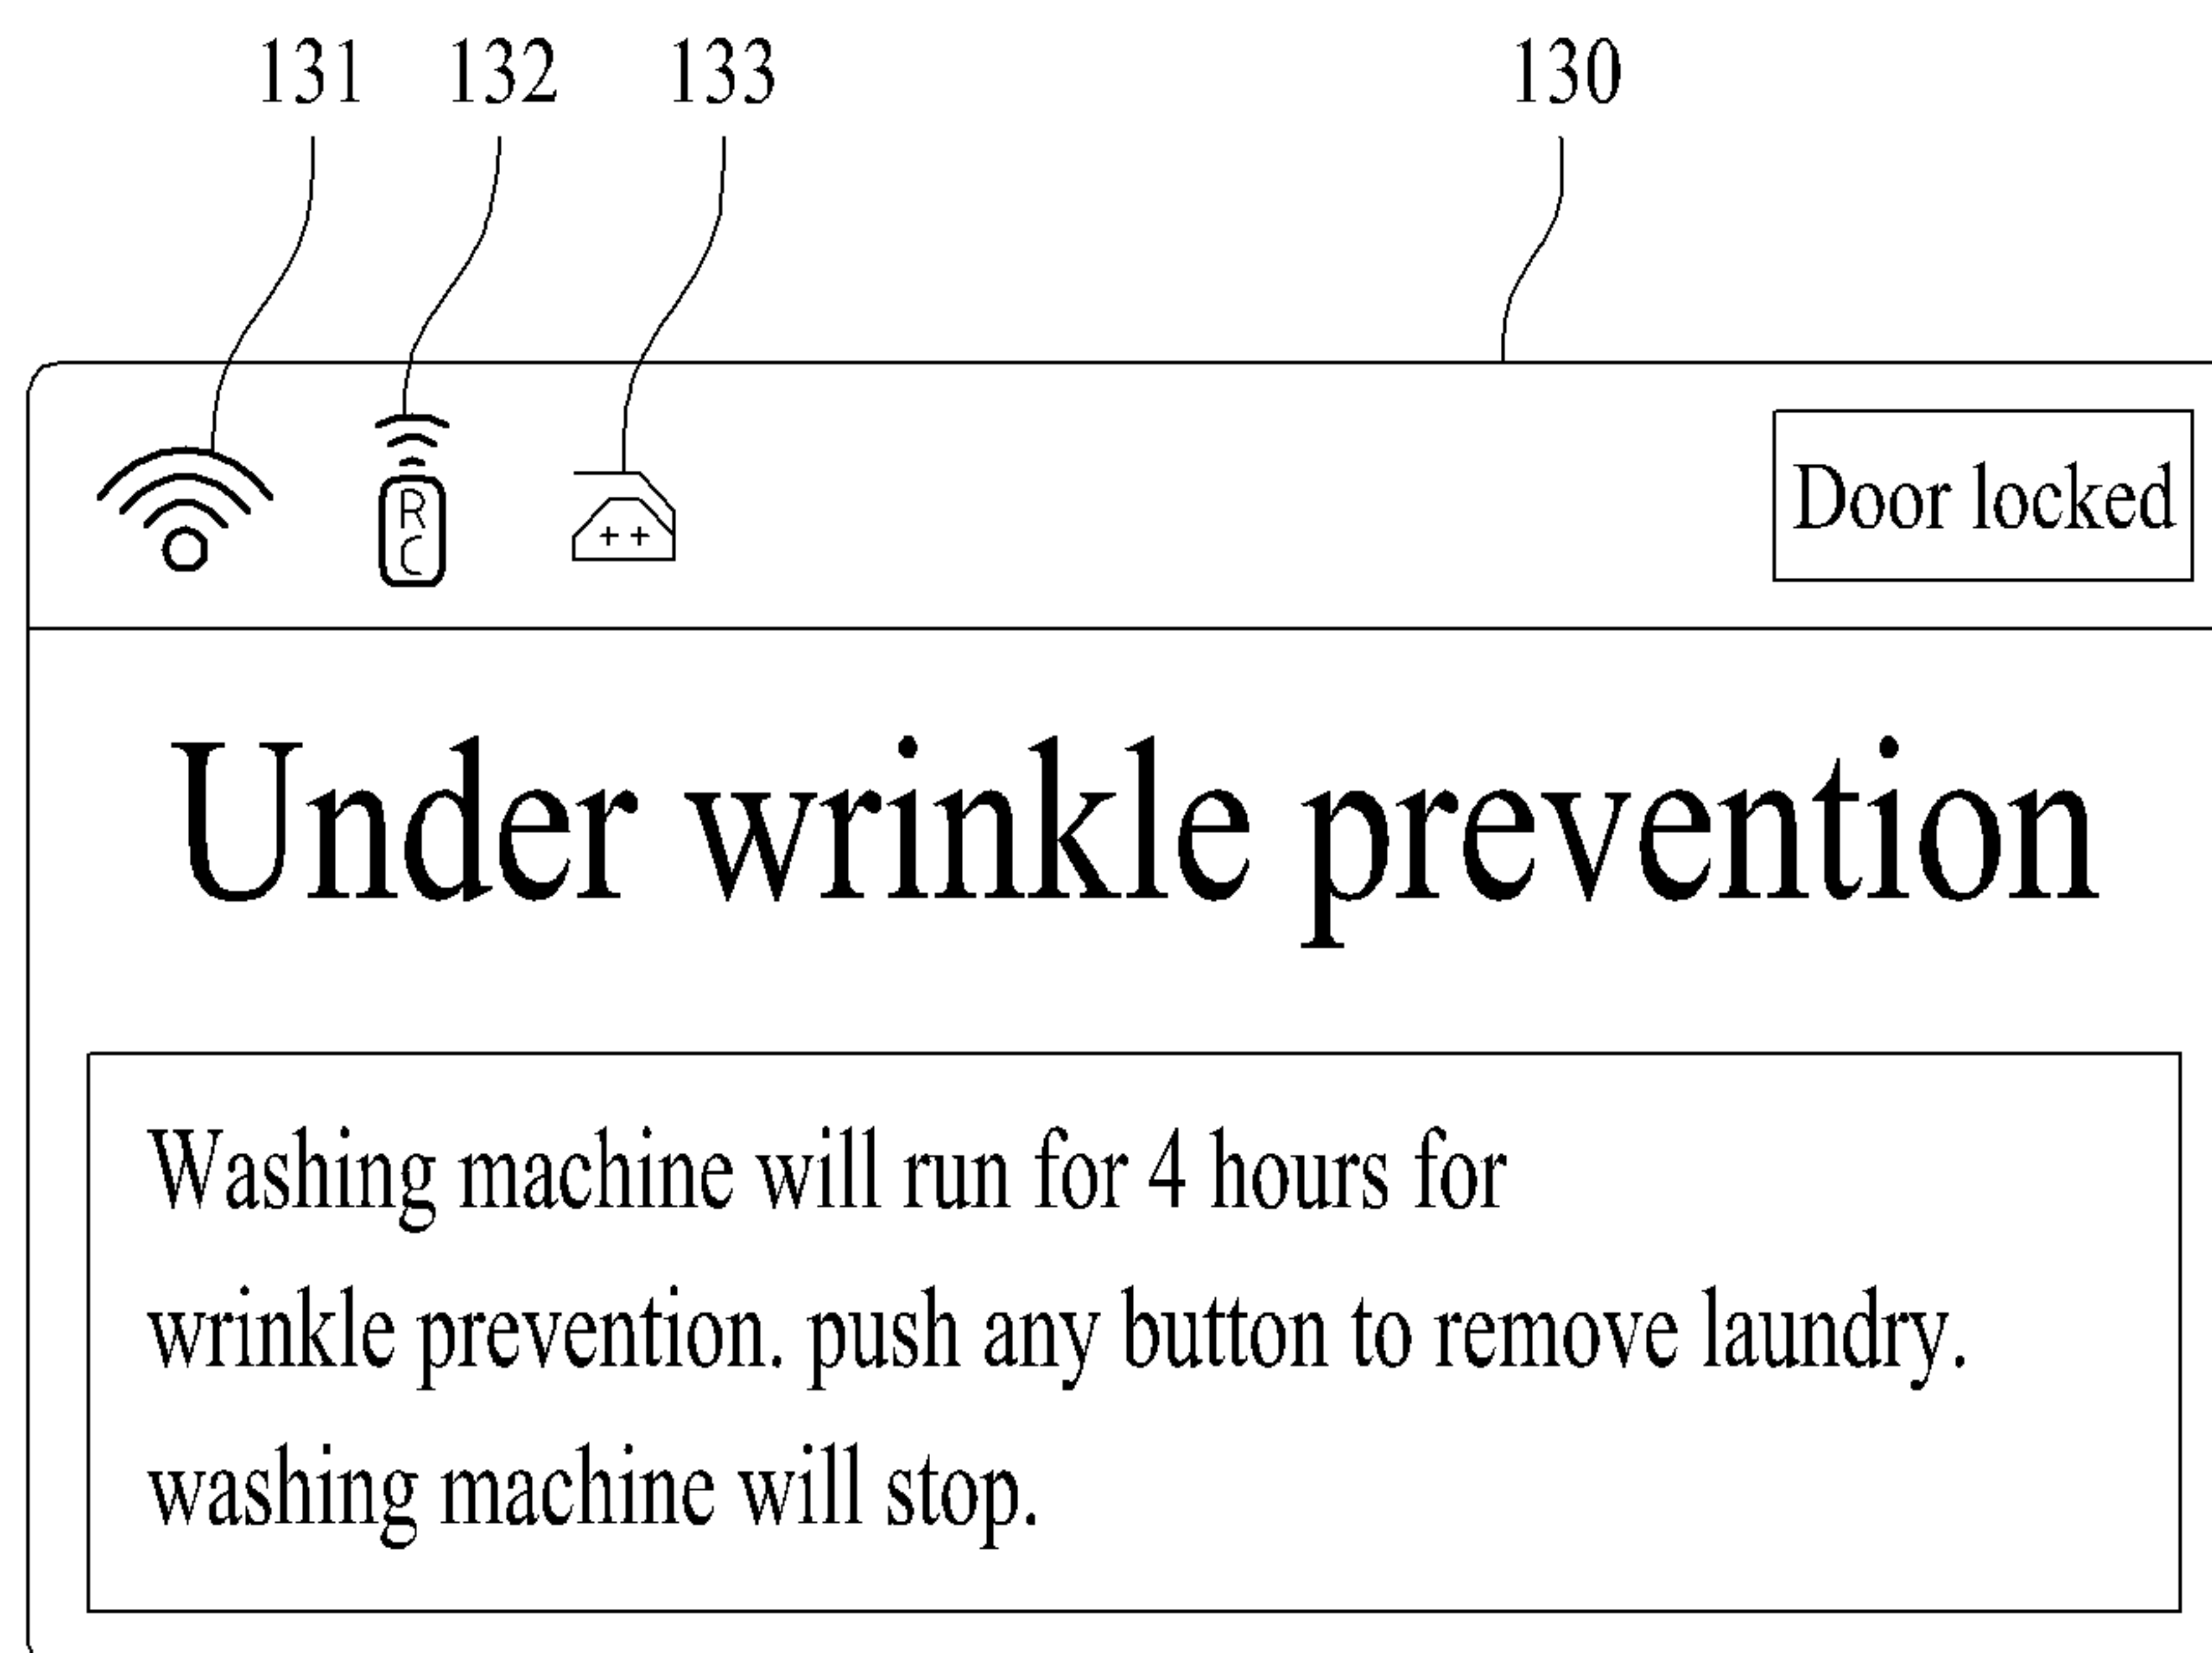 131 132 133 130
R
C
Door locked
Under wrinkle prevention
Washing machine will run for 4 hours for
wrinkle prevention. push any button to remove laundry.
washing machine will stop.